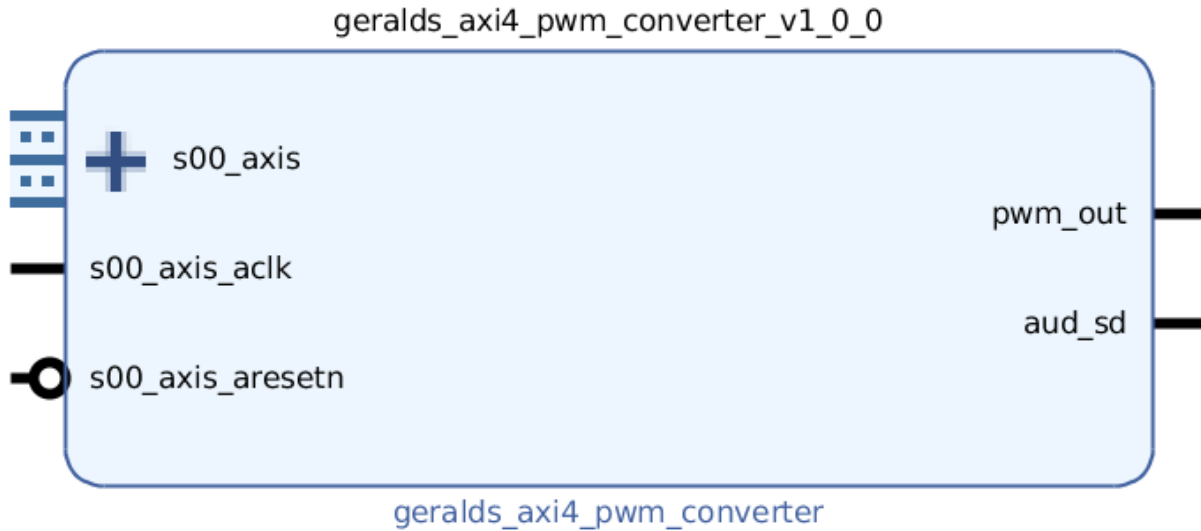 geralds_axi4_pwm_converter_v1_0_0
s00_axis
pwm_out
s00_axis_aclk
aud_sd
s00_axis_aresetn
geralds_axi4_pwm_converter